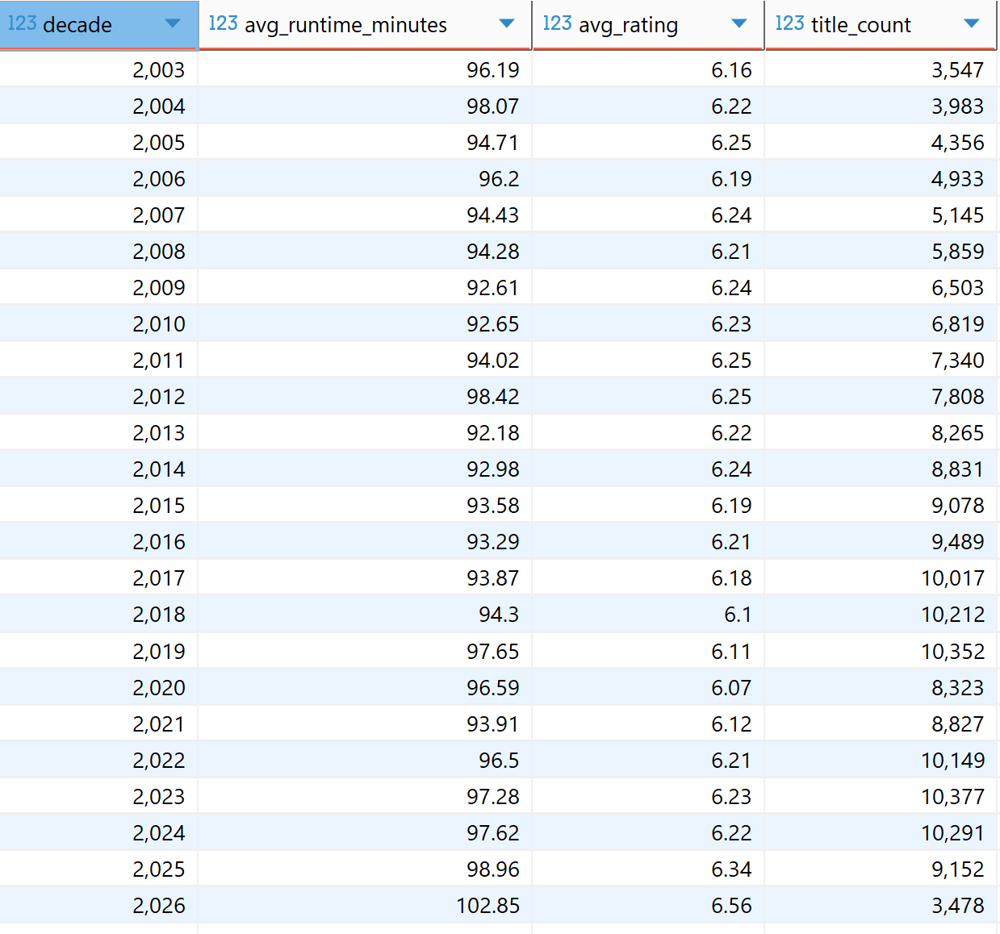 123 decade 123 avg_runtime_minutes 123 avg_rating 123 title_count
2,003 96.19 6.16 3,547
2,004 98.07 6.22 3,983
2,005 94.71 6.25 4,356
2,006 96.2 6.19 4,933
2,007 94.43 6.24 5,145
2,008 94.28 6.21 5,859
2,009 92.61 6.24 6,503
2,010 92.65 6.23 6,819
2,011 94.02 6.25 7,340
2,012 98.42 6.25 7,808
2,013 92.18 6.22 8,265
2,014 92.98 6.24 8,831
2,015 93.58 6.19 9,078
2,016 93.29 6.21 9,489
2,017 93.87 6.18 10,017
2,018 94.3 6.1 10,212
2,019 97.65 6.11 10,352
2,020 96.59 6.07 8,323
2,021 93.91 6.12 8,827
2,022 96.5 6.21 10,149
2,023 97.28 6.23 10,377
2,024 97.62 6.22 10,291
2,025 98.96 6.34 9,152
2,026 102.85 6.56 3,478